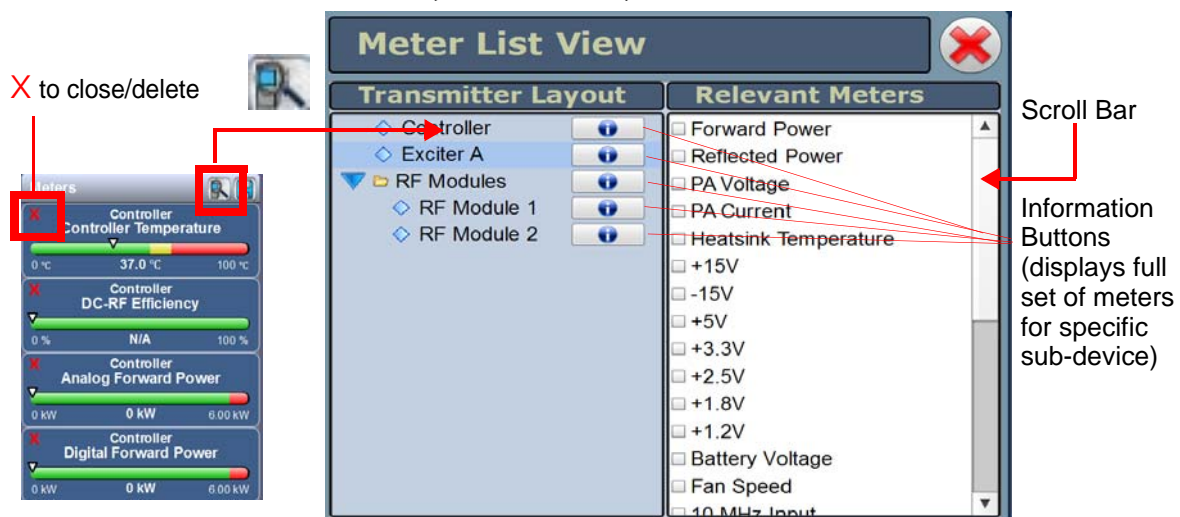 X to close/delete
Meters
X Controller
Controller Temperature
0 °C 37.0 °C 100 °C
X Controller
DC-RF Efficiency
0 % N/A 100 %
X Controller
Analog Forward Power
0 kW 0 kW 6.00 kW
X Controller
Digital Forward Power
0 kW 0 kW 6.00 kW
Meter List View
Transmitter Layout
Controller
Exciter A
RF Modules
RF Module 1
RF Module 2
Relevant Meters
Forward Power
Reflected Power
PA Voltage
PA Current
Heatsink Temperature
+15V
-15V
+5V
+3.3V
+2.5V
+1.8V
+1.2V
Battery Voltage
Fan Speed
10 MHz Input
Scroll Bar
Information
Buttons
(displays full
set of meters
for specific
sub-device)